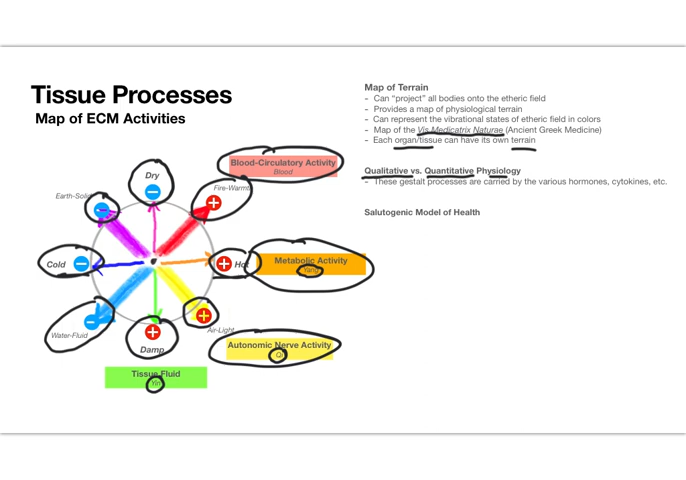 Tissue Processes
Map of ECM Activities
Dry
Earth-Solid
Fire-Warmth
Blood-Circulatory Activity
Blood
Cold
Hot
Metabolic Activity
Yang
Water-Fluid
Air-Light
Damp
Autonomic Nerve Activity
Qi
Tissue Fluid
Yin
Map of Terrain
- Can “project” all bodies onto the etheric field
- Provides a map of physiological terrain
- Can represent the vibrational states of etheric field in colors
- Map of the Vis Medicatrix Naturae (Ancient Greek Medicine)
- Each organ/tissue can have its own terrain
Qualitative vs. Quantitative Physiology
- These gestalt processes are carried by the various hormones, cytokines, etc.
Salutogenic Model of Health